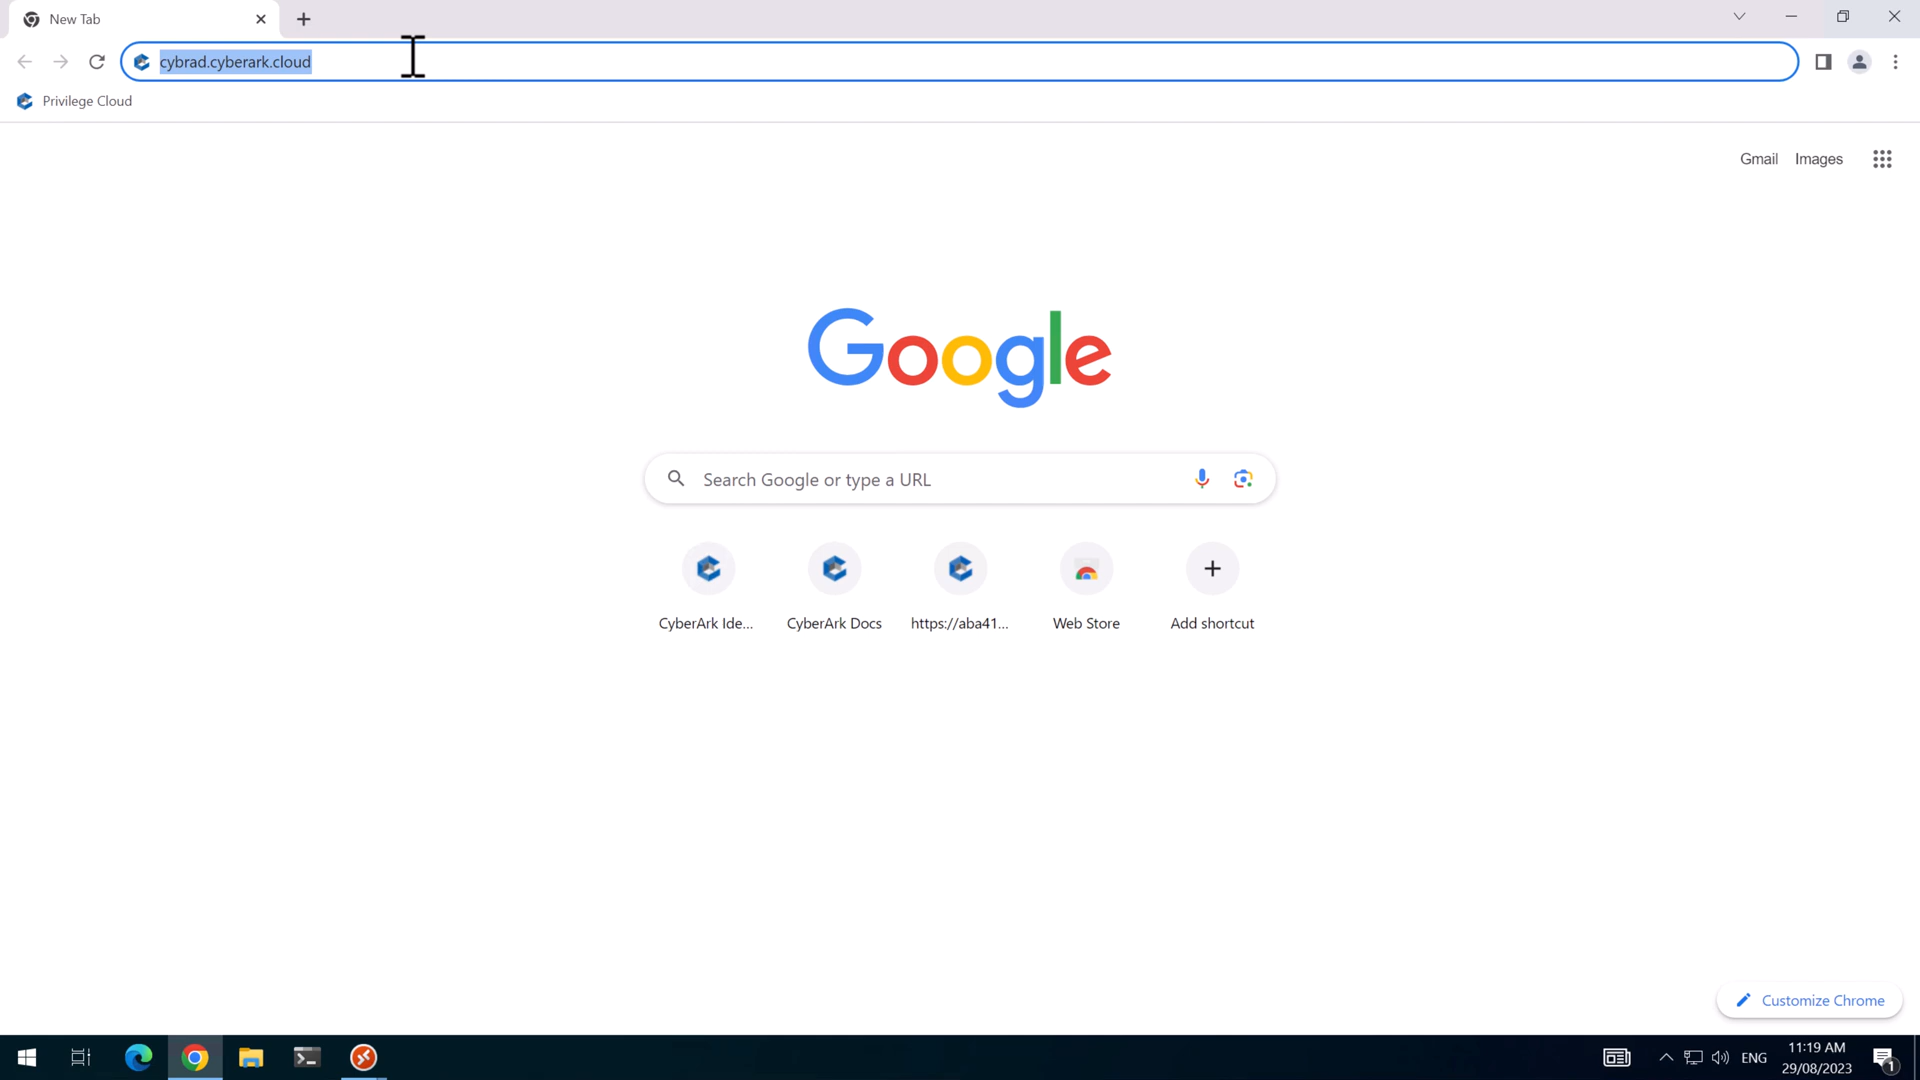 New Tab
cybrad.cyberark.cloud
Privilege Cloud
Gmail Images
Google
Search Google or type a URL
CyberArk Ide... CyberArk Docs https://aba41... Web Store Add shortcut
Customize Chrome
ENG
11:19 AM
29/08/2023
1